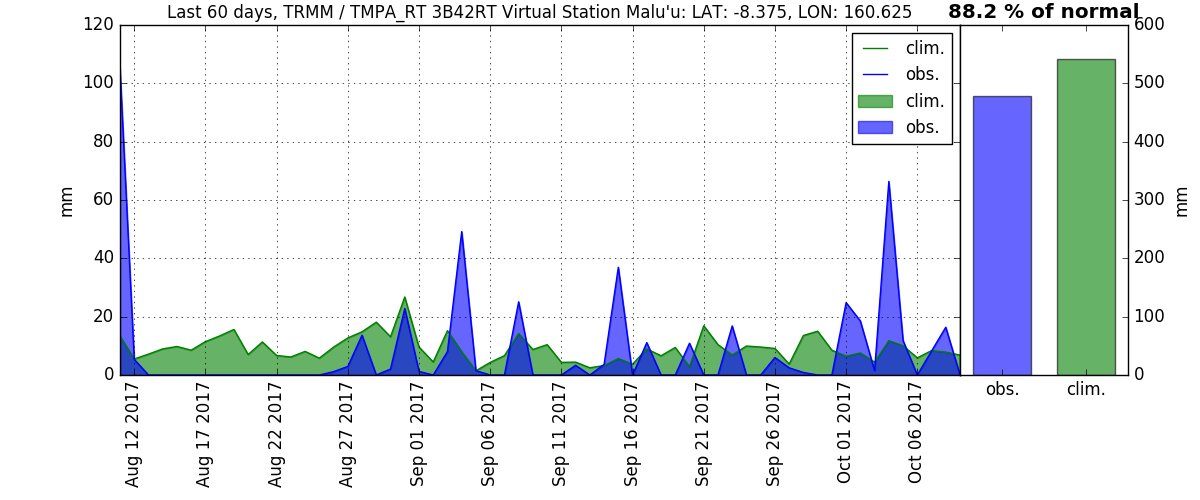 Last 60 days, TRMM / TMPA_RT 3B42RT Virtual Station Malu'u: LAT: -8.375, LON: 160.625
88.2 % of normal
120
100
80
60
40
20
0
mm
clim.
obs.
clim.
obs.
600
500
400
300
200
100
0
mm
Aug 12 2017
Aug 17 2017
Aug 22 2017
Aug 27 2017
Sep 01 2017
Sep 06 2017
Sep 11 2017
Sep 16 2017
Sep 21 2017
Sep 26 2017
Oct 01 2017
Oct 06 2017
obs.
clim.